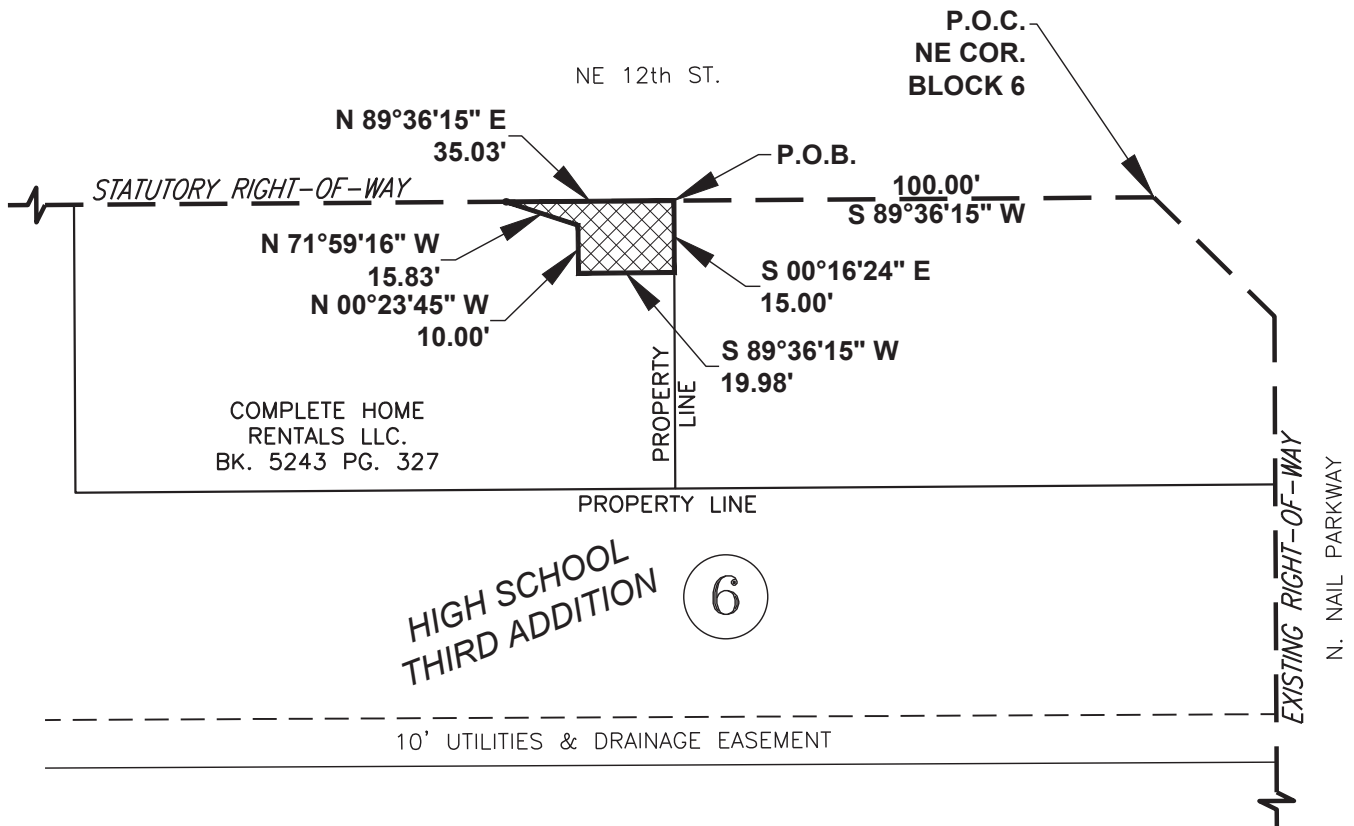 P.O.C.
NE COR.
BLOCK 6
NE 12th ST.
N 89°36'15" E
35.03'
P.O.B.
STATUTORY RIGHT-OF-WAY
100.00'
S 89°36'15" W
N 71°59'16" W
15.83'
N 00°23'45" W
10.00'
S 00°16'24" E
15.00'
S 89°36'15" W
19.98'
PROPERTY
LINE
COMPLETE HOME
RENTALS LLC.
BK. 5243 PG. 327
PROPERTY LINE
HIGH SCHOOL
THIRD ADDITION
6
EXISTING RIGHT-OF-WAY
N. NAIL PARKWAY
10' UTILITIES & DRAINAGE EASEMENT